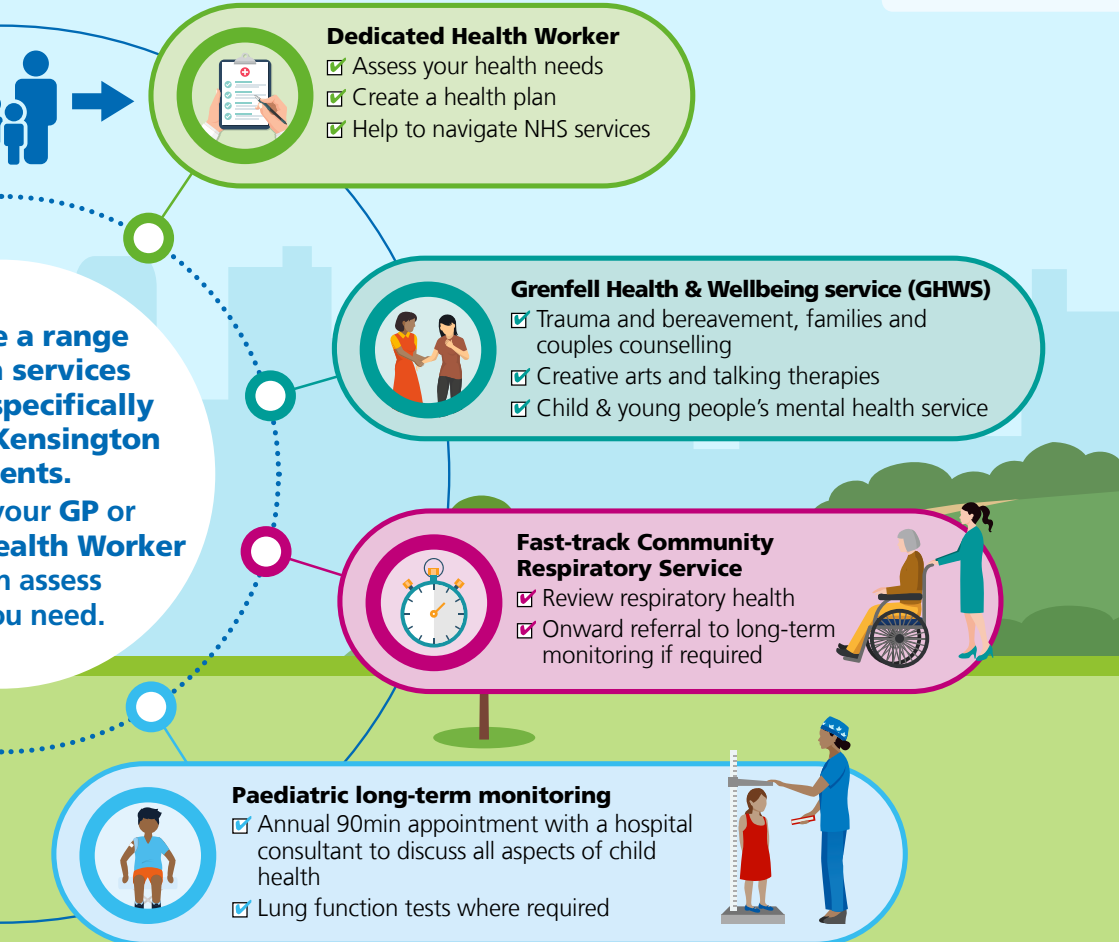 Dedicated Health Worker
Assess your health needs
Create a health plan
Help to navigate NHS services
Grenfell Health & Wellbeing service (GHWS)
Trauma and bereavement, families and
couples counselling
Creative arts and talking therapies
Child & young people's mental health service
a range
services
specifically
Kensington
your GP or
Health Worker
assess
you need.
Fast-track Community
Respiratory Service
Review respiratory health
Onward referral to long-term
monitoring if required
Paediatric long-term monitoring
Annual 90min appointment with a hospital
consultant to discuss all aspects of child
health
Lung function tests where required